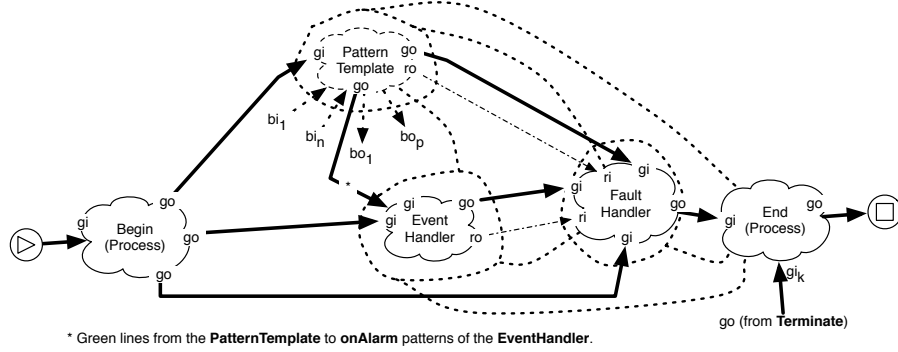 gi
Pattern
Template
go
ro
go
bi1
bin
bo1
bop
*
gi
ri
gi
Fault
Handler
go
ri
gi
go
gi
Begin
(Process)
go
go
gi
gi
Event
Handler
go
ro
gi
End
(Process)
go
gik
go (from Terminate)
* Green lines from the PatternTemplate to onAlarm patterns of the EventHandler.